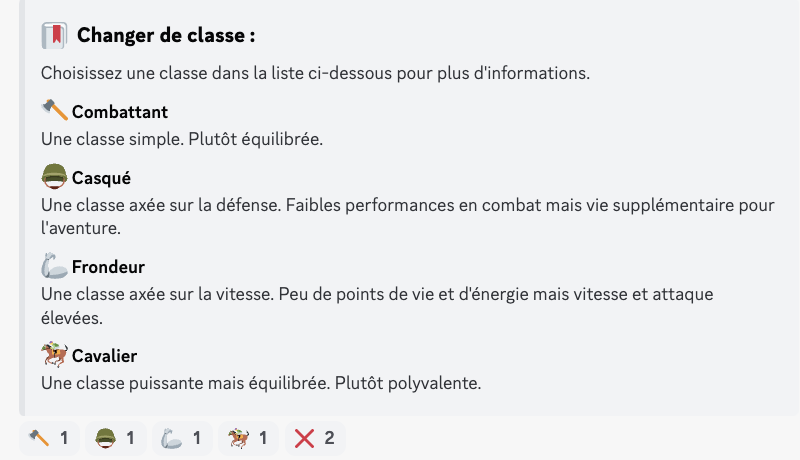 Changer de classe :
Choisissez une classe dans la liste ci-dessous pour plus d'informations.
Combattant
Une classe simple. Plutôt équilibrée.
Casqué
Une classe axée sur la défense. Faibles performances en combat mais vie supplémentaire pour
l'aventure.
Frondeur
Une classe axée sur la vitesse. Peu de points de vie et d'énergie mais vitesse et attaque
élevées.
Cavalier
Une classe puissante mais équilibrée. Plutôt polyvalente.
1 1 1 1 2